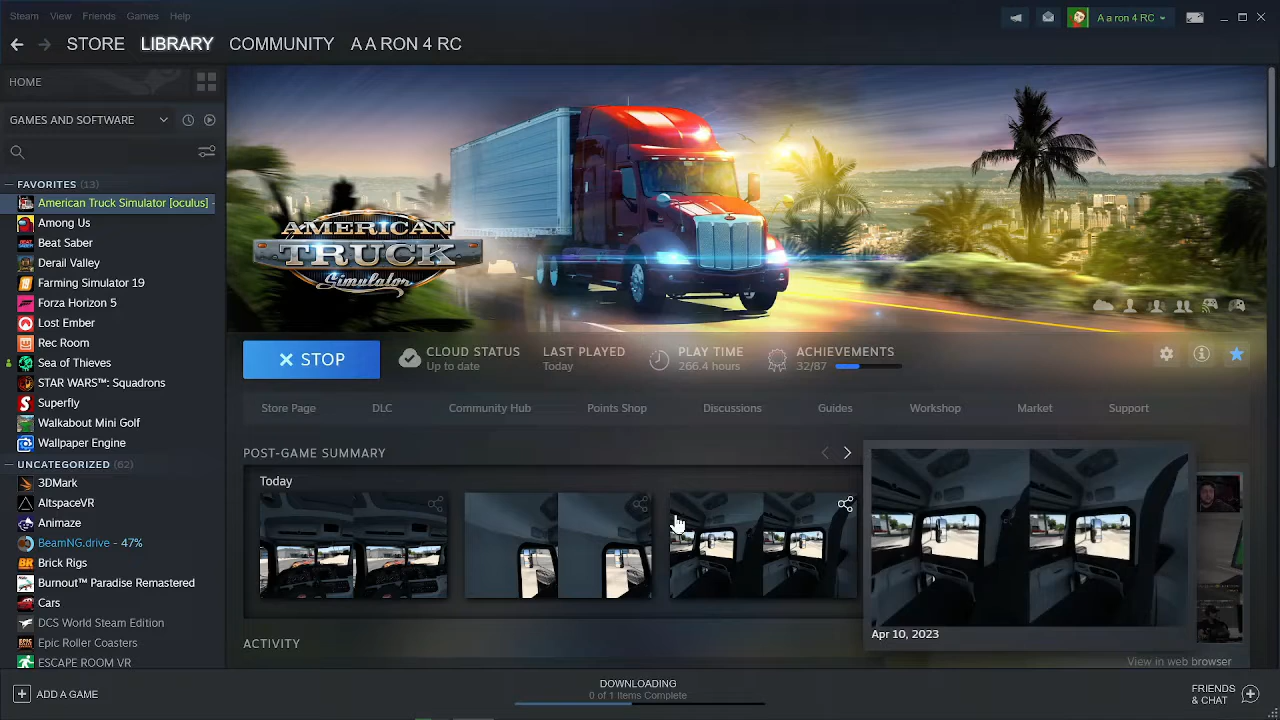 Steam View Friends Games Help
A a ron 4 RC
STORE LIBRARY COMMUNITY A A RON 4 RC
HOME
GAMES AND SOFTWARE
FAVORITES (13)
American Truck Simulator [oculus] -
Among Us
Beat Saber
Derail Valley
Farming Simulator 19
Forza Horizon 5
Lost Ember
Rec Room
Sea of Thieves
STAR WARS™: Squadrons
Superfly
Walkabout Mini Golf
Wallpaper Engine
UNCATEGORIZED (62)
3DMark
AltspaceVR
Animaze
BeamNG.drive - 47%
Brick Rigs
Burnout™ Paradise Remastered
Cars
DCS World Steam Edition
Epic Roller Coasters
ESCAPE ROOM VR
AMERICAN
TRUCK
Simulator
STOP
CLOUD STATUS
Up to date
LAST PLAYED
Today
PLAY TIME
266.4 hours
ACHIEVEMENTS
32/87
Store Page DLC Community Hub Points Shop Discussions Guides Workshop Market Support
POST-GAME SUMMARY
Today
Apr 10, 2023
ACTIVITY
View in web browser
ADD A GAME
DOWNLOADING
0 of 1 Items Complete
FRIENDS
& CHAT